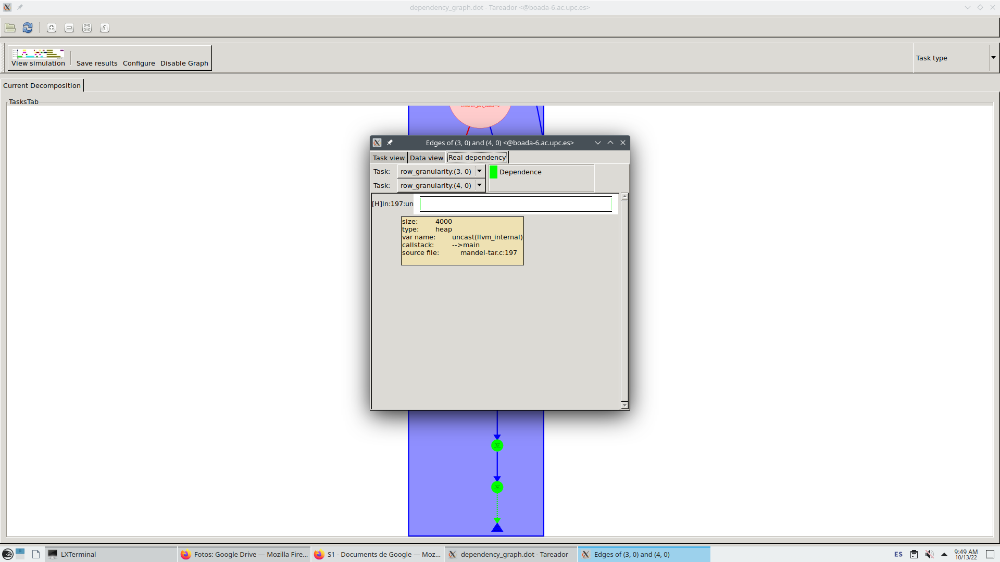 dependency_graph.dot - Tareador <@boada-6.ac.upc.es>
View simulation
Save results
Configure
Disable Graph
Task type
Current Decomposition
TasksTab
Edges of (3, 0) and (4, 0) <@boada-6.ac.upc.es>
Task view
Data view
Real dependency
Task: row_granularity:(3, 0)
Dependence
Task: row_granularity:(4, 0)
[H]ln:197:un
size: 4000
type: heap
var name: uncast(llvm_internal)
callstack: -->main
source file: mandel-tar.c:197
LXTerminal
Fotos: Google Drive — Mozilla Fire...
S1 - Documents de Google — Moz...
dependency_graph.dot - Tareador
Edges of (3, 0) and (4, 0)
ES
9:49 AM
10/13/22